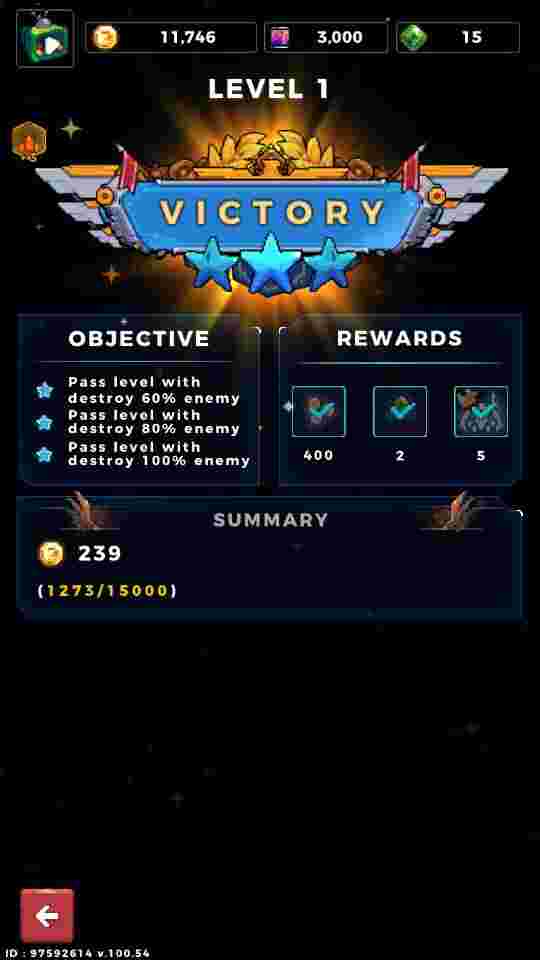 11,746
3,000
15
LEVEL 1
VICTORY
OBJECTIVE
Pass level with
destroy 60% enemy
Pass level with
destroy 80% enemy
Pass level with
destroy 100% enemy
REWARDS
400
2
5
SUMMARY
239
(1273/15000)
ID : 97592614 v.100.54